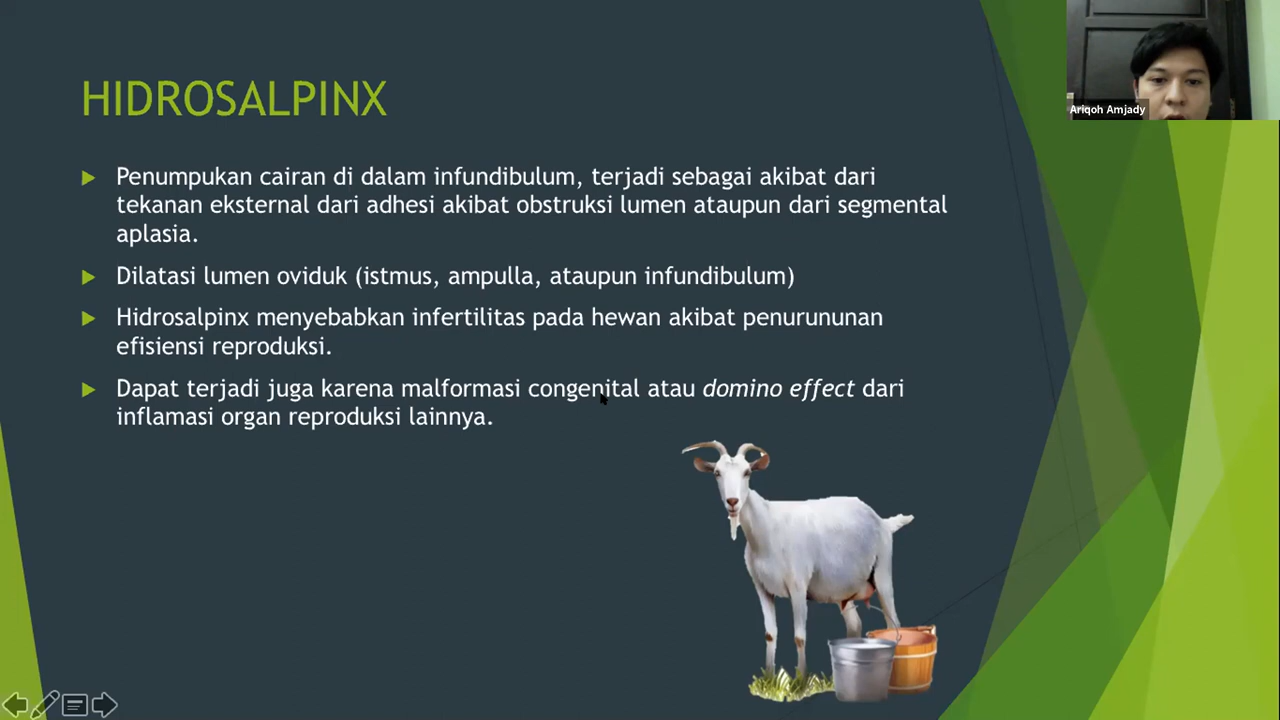 HIDROSALPINX
Penumpukan cairan di dalam infundibulum, terjadi sebagai akibat dari
tekanan eksternal dari adhesi akibat obstruksi lumen ataupun dari segmental
aplasia.
Dilatasi lumen oviduk (istmus, ampulla, ataupun infundibulum)
Hidrosalpinx menyebabkan infertilitas pada hewan akibat penurununan
efisiensi reproduksi.
Dapat terjadi juga karena malformasi congenital atau domino effect dari
inflamasi organ reproduksi lainnya.
Ariqoh Amjady